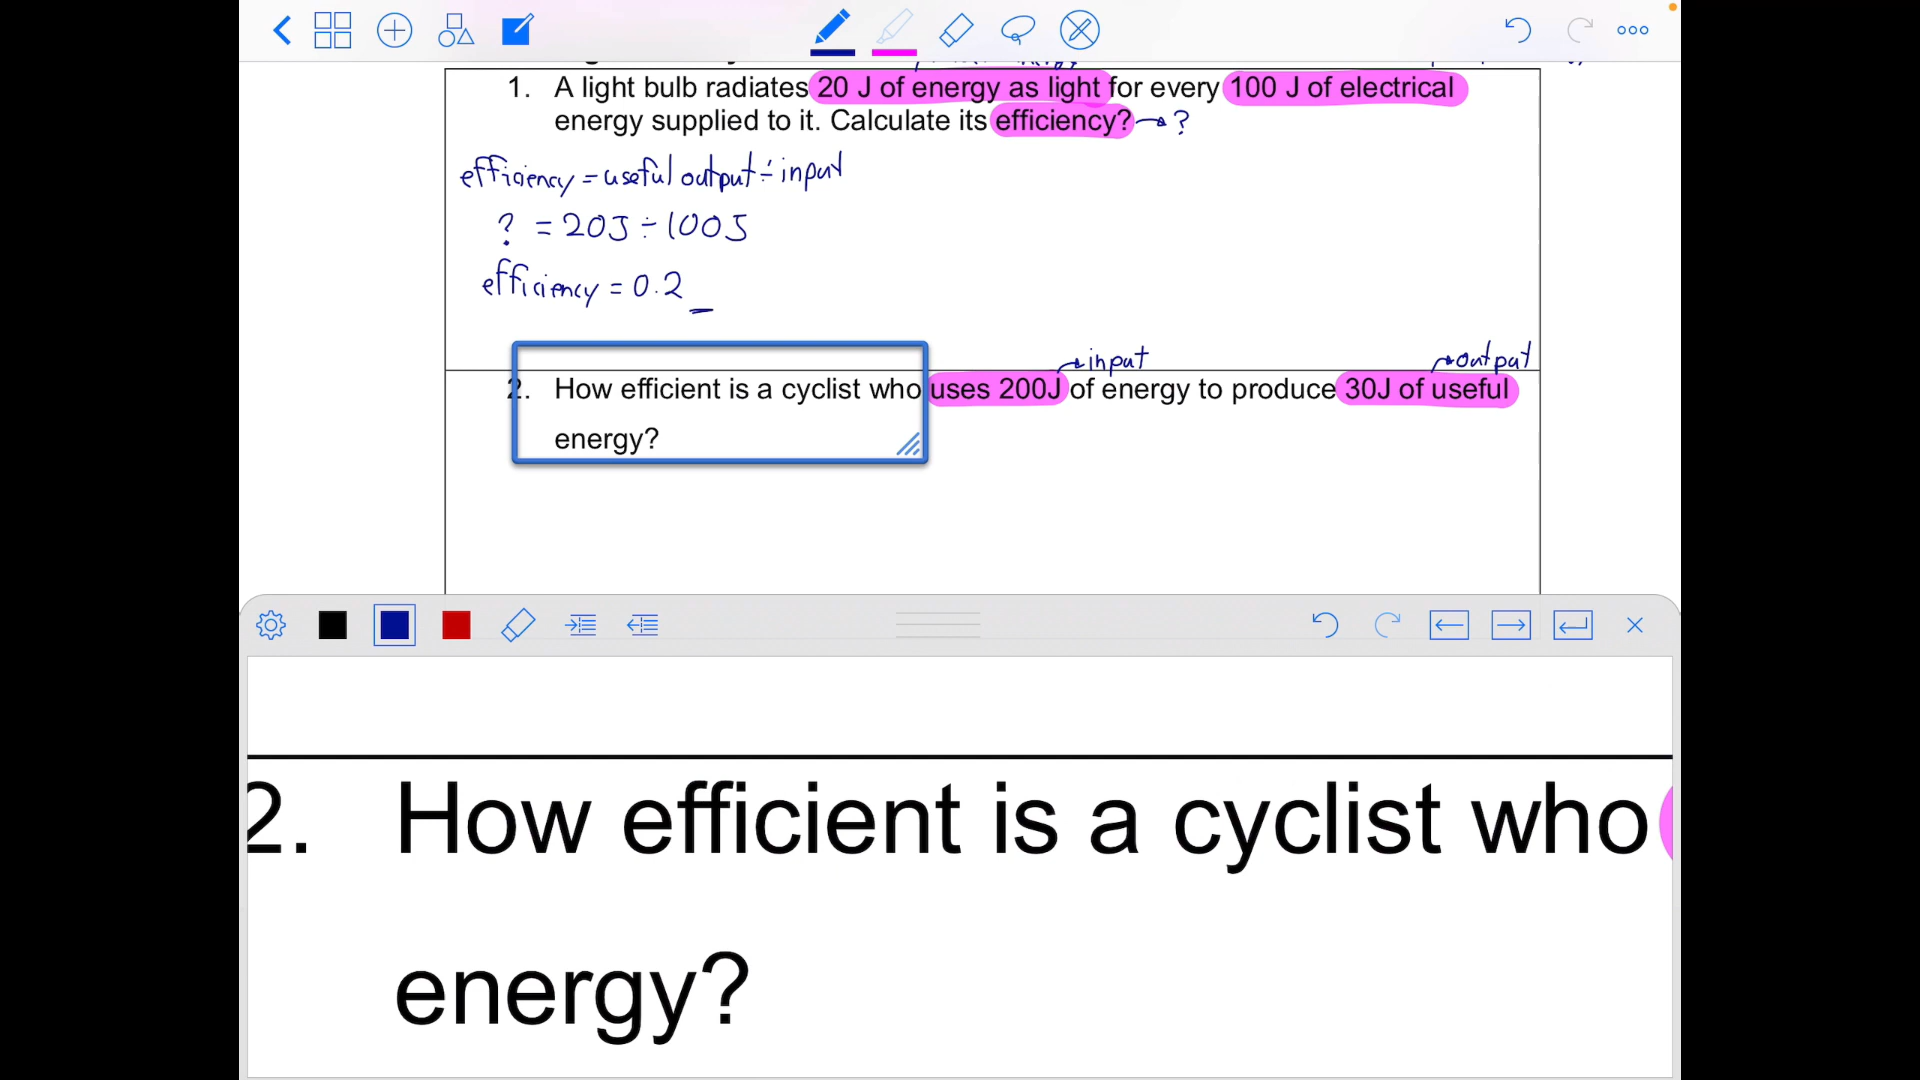 1. A light bulb radiates 20 J of energy as light for every 100 J of electrical
energy supplied to it. Calculate its efficiency? → ?
efficiency = useful output ÷ input
? = 20J ÷ 100J
efficiency = 0.2
input
output
2. How efficient is a cyclist who uses 200J of energy to produce 30J of useful
energy?
2. How efficient is a cyclist who
energy?